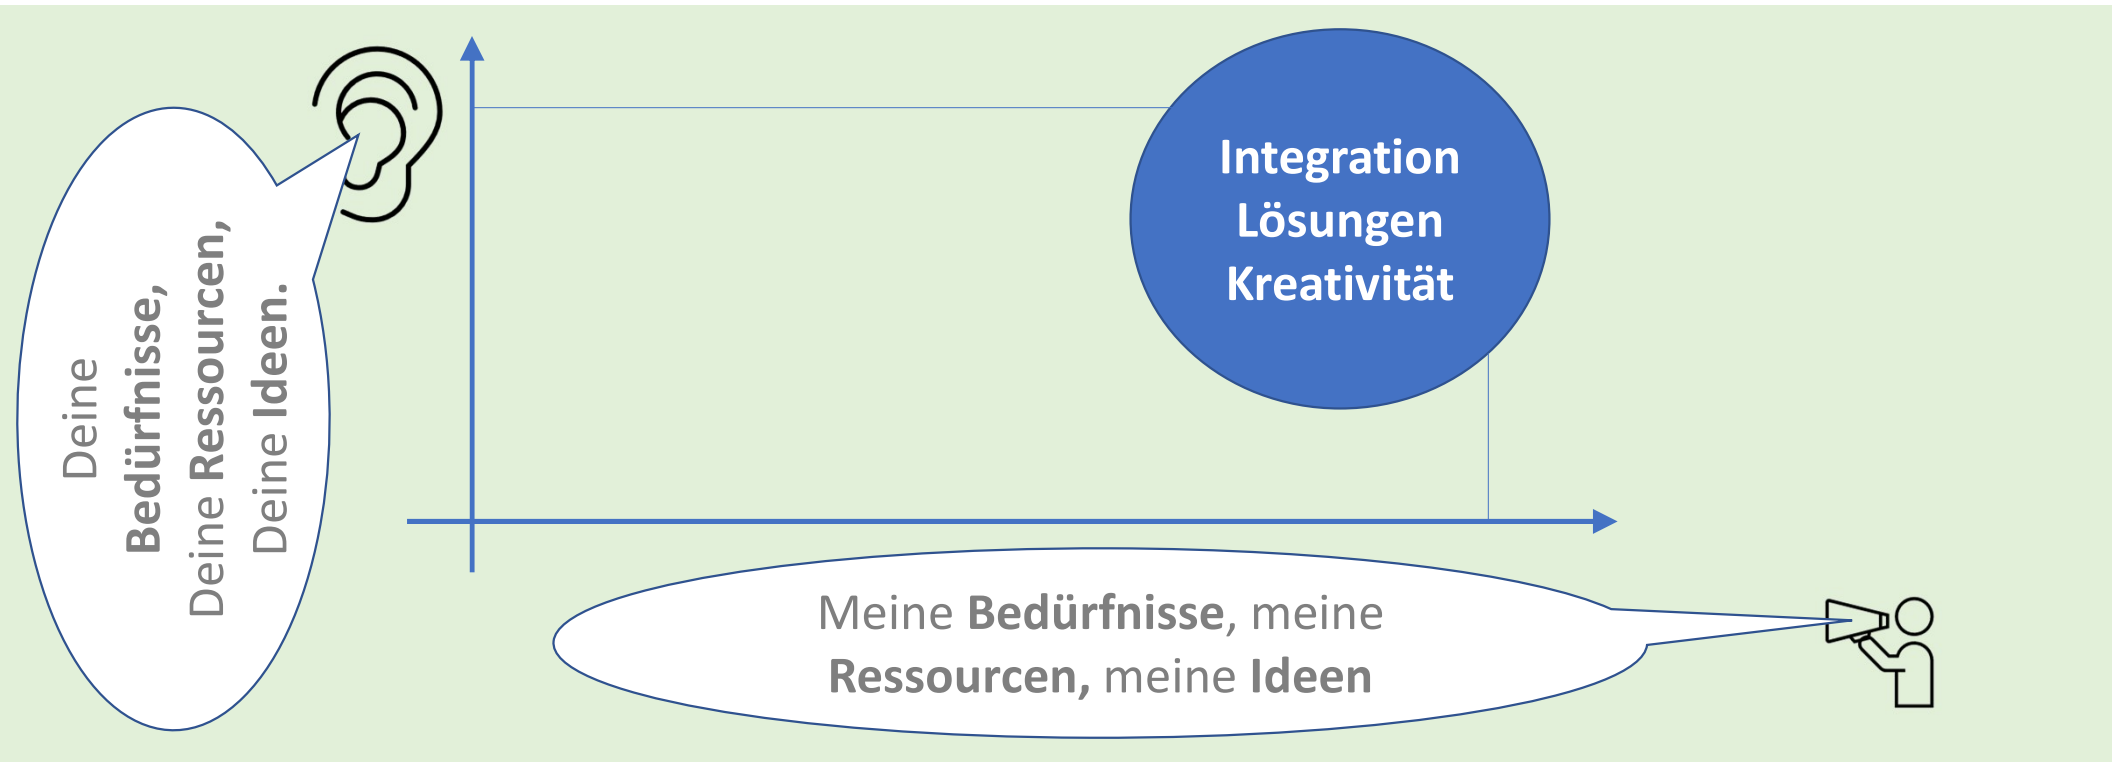 Deine
Bedürfnisse,
Deine Ressourcen,
Deine Ideen.
Integration
Lösungen
Kreativität
Meine Bedürfnisse, meine
Ressourcen, meine Ideen